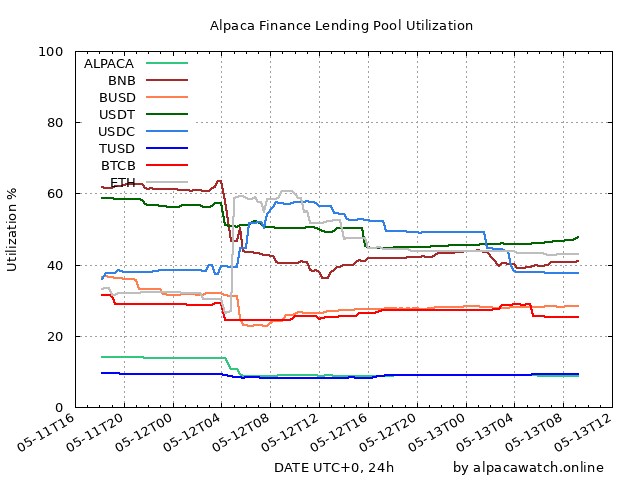 Alpaca Finance Lending Pool Utilization
100
80
60
40
20
0
Utilization %
ALPACA
BNB
BUSD
USDT
USDC
TUSD
BTCB
ETH
05-11T16
05-11T20
05-12T00
05-12T04
05-12T08
05-12T12
05-12T16
05-12T20
05-13T00
05-13T04
05-13T08
05-13T12
DATE UTC+0, 24h
by alpacawatch.online